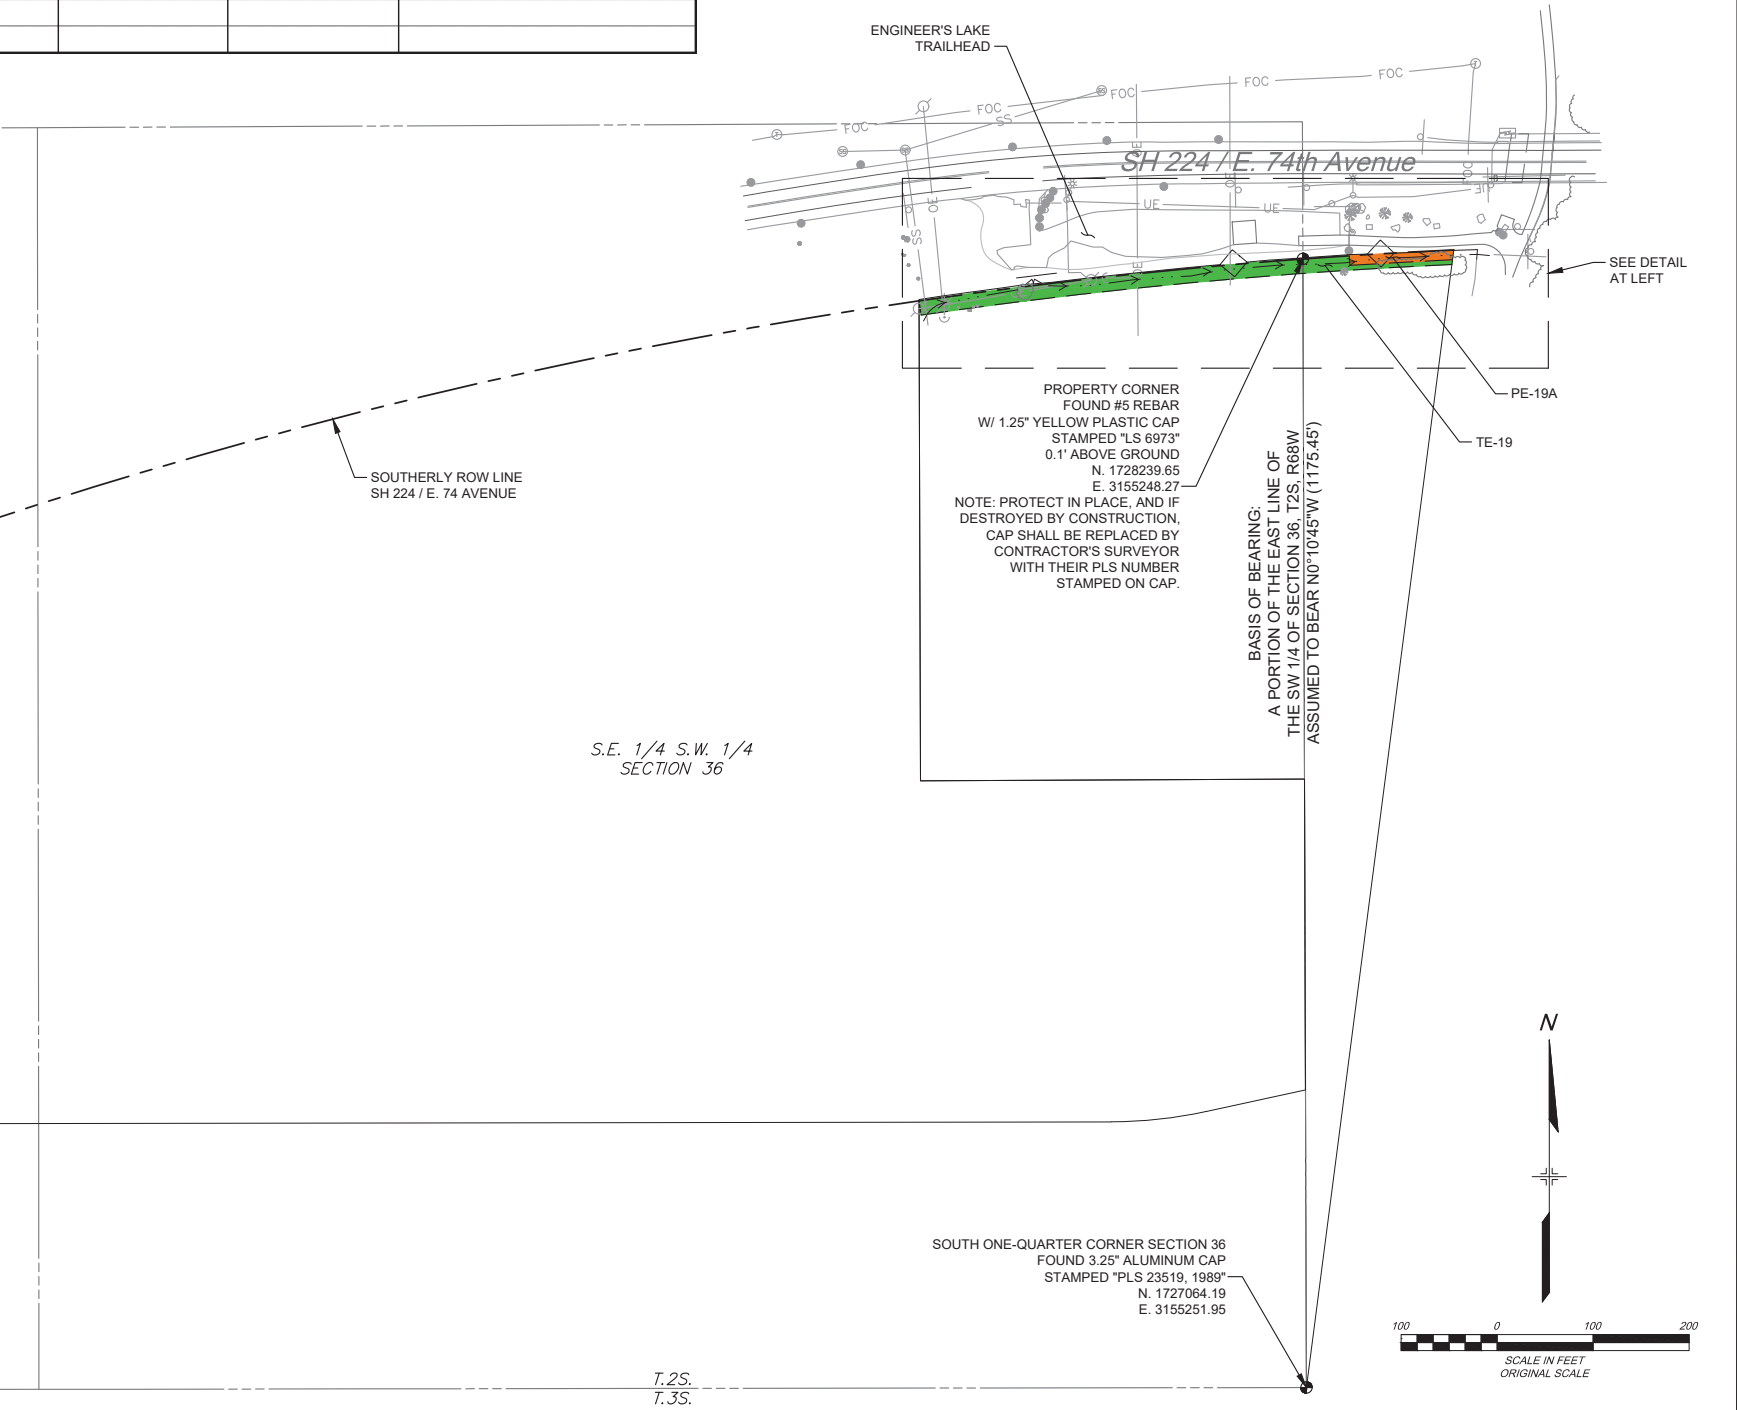 ENGINEER'S LAKE
TRAILHEAD
FOC
FOC
FOC
FOC
FOC
SS
SH 224 / E. 74th Avenue
OE
OE
OE
FOC
UE
UE
SS
OE
SEE DETAIL
AT LEFT
PE-19A
TE-19
PROPERTY CORNER
FOUND #5 REBAR
W/ 1.25" YELLOW PLASTIC CAP
STAMPED "LS 6973"
0.1' ABOVE GROUND
N. 1728239.65
E. 3155248.27
NOTE: PROTECT IN PLACE, AND IF
DESTROYED BY CONSTRUCTION,
CAP SHALL BE REPLACED BY
CONTRACTOR'S SURVEYOR
WITH THEIR PLS NUMBER
STAMPED ON CAP.
SOUTHERLY ROW LINE
SH 224 / E. 74 AVENUE
BASIS OF BEARING:
A PORTION OF THE EAST LINE OF
THE SW 1/4 OF SECTION 36, T2S, R68W
ASSUMED TO BEAR N0°10'45"W (1175.45')
S.E. 1/4 S.W. 1/4
SECTION 36
N
SOUTH ONE-QUARTER CORNER SECTION 36
FOUND 3.25" ALUMINUM CAP
STAMPED "PLS 23519, 1989"
N. 1727064.19
E. 3155251.95
100 0 100 200
SCALE IN FEET
ORIGINAL SCALE
T.2S.
T.3S.